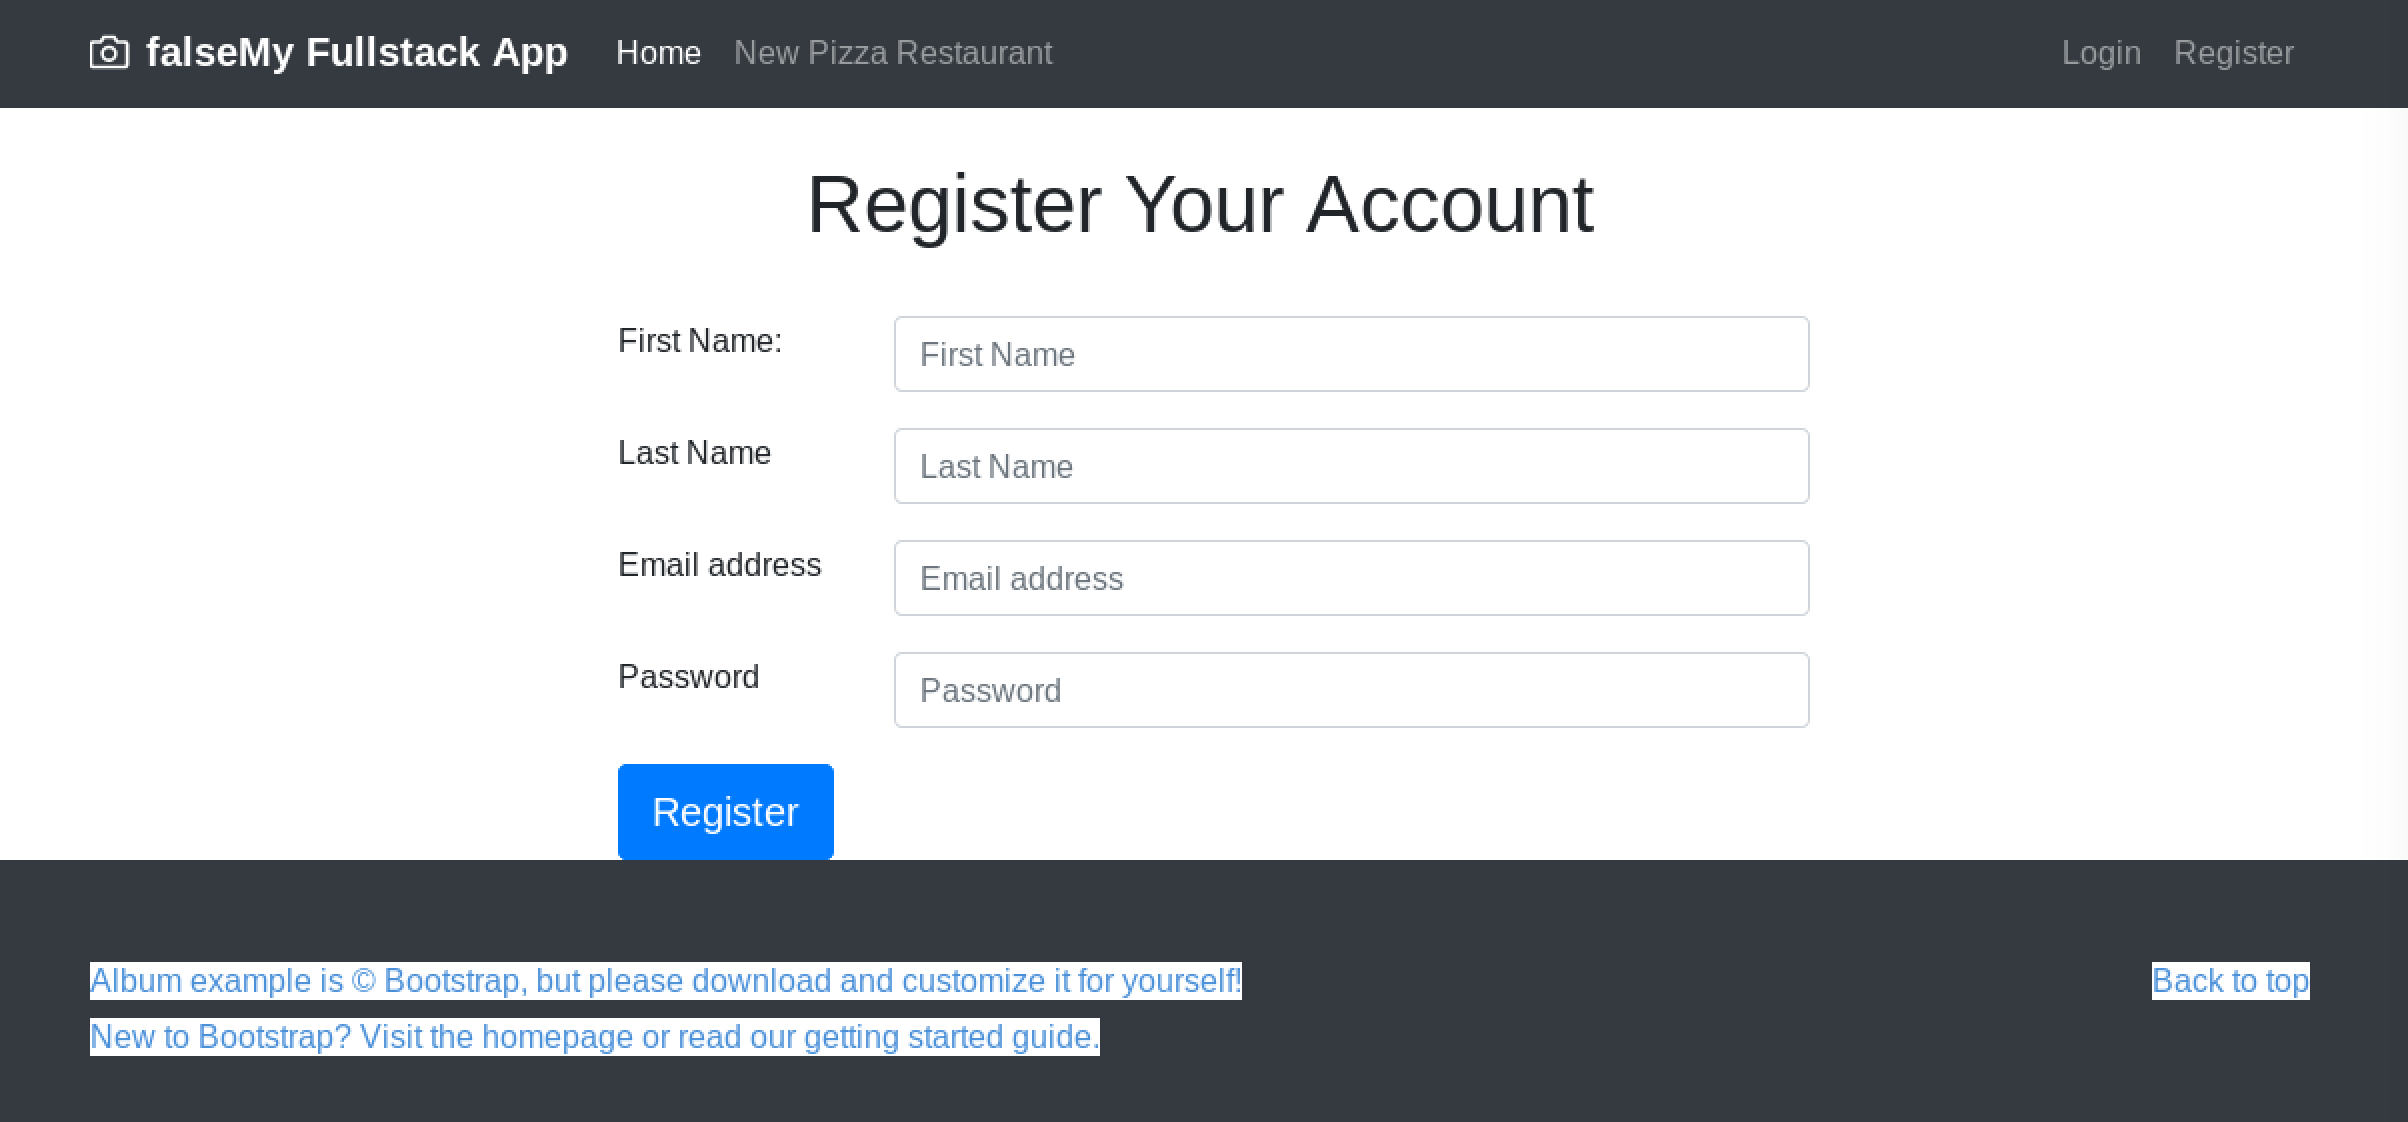 falseMy Fullstack App Home New Pizza Restaurant Login Register
Register Your Account
First Name: First Name
Last Name Last Name
Email address Email address
Password Password
Register
Album example is © Bootstrap, but please download and customize it for yourself! Back to top
New to Bootstrap? Visit the homepage or read our getting started guide.